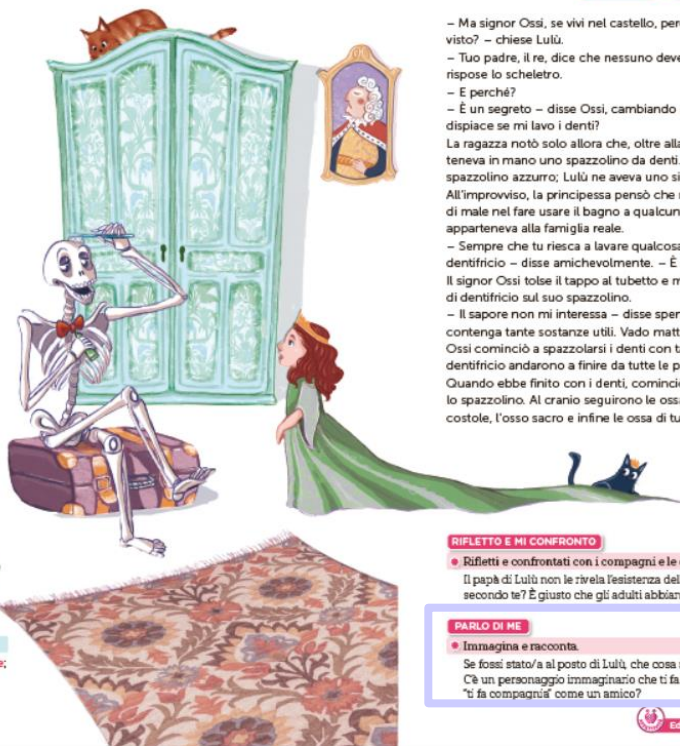 – Ma signor Ossi, se vivi nel castello, perc
visto? – chiese Lulù.
– Tuo padre, il re, dice che nessuno deve
rispose lo scheletro.
– E perché?
– È un segreto – disse Ossi, cambiando
dispiace se mi lavo i denti?
La ragazza notò solo allora che, oltre alla
teneva in mano uno spazzolino da denti.
spazzolino azzurro; Lulù ne aveva uno si
All'improvviso, la principessa pensò che
di male nel fare usare il bagno a qualcun
apparteneva alla famiglia reale.
– Sempre che tu riesca a lavare qualcosa
dentifricio – disse amichevolmente. – È
Il signor Ossi tolse il tappo al tubetto e m
di dentifricio sul suo spazzolino.
– Il sapore non mi interessa – disse sper
contenga tante sostanze utili. Vado matt
Ossi cominciò a spazzolarsi i denti con ta
dentifricio andarono a finire da tutte le p
Quando ebbe finito con i denti, cominciò
lo spazzolino. Al cranio seguirono le ossa
costole, l'osso sacro e infine le ossa di tu
RIFLETTO E MI CONFRONTO
Rifletti e confrontati con i compagni e le
Il papà di Lulù non le rivela l'esistenza del
secondo te? È giusto che gli adulti abbian
PARLO DI ME
Immagina e racconta.
Se fossi stato/a al posto di Lulù, che cosa
C'è un personaggio immaginario che ti fa
"ti fa compagnia" come un amico?
Ed